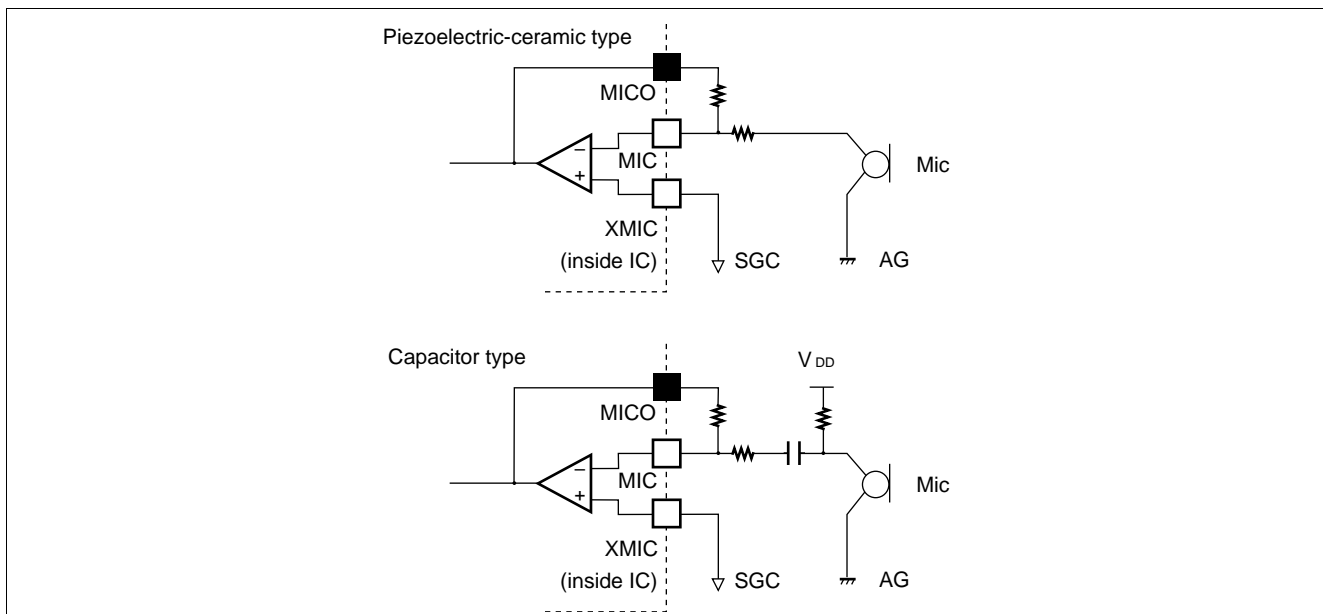 Piezoelectric-ceramic type
MICO
−
MIC
Mic
+
XMIC
(inside IC)
SGC
AG
Capacitor type
VDD
MICO
−
MIC
Mic
+
XMIC
(inside IC)
SGC
AG